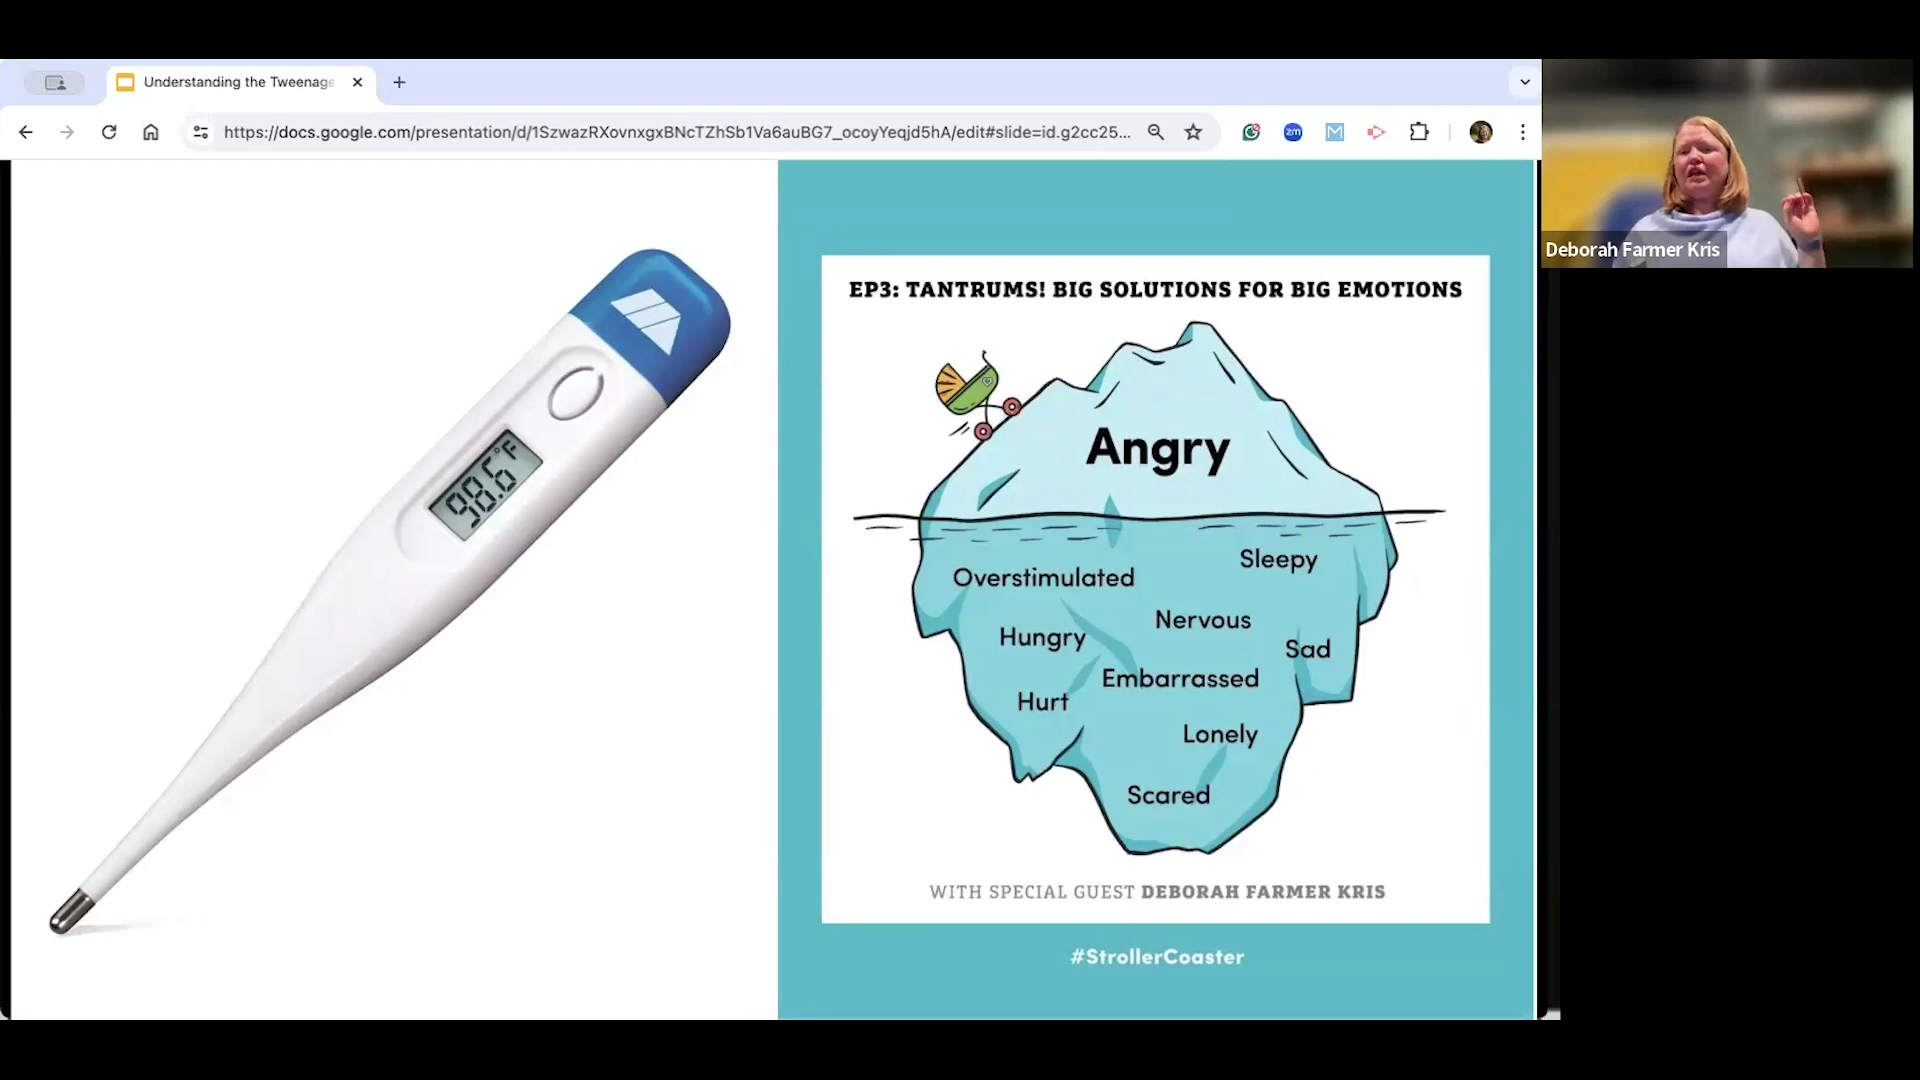 Understanding the Tweenage
https://docs.google.com/presentation/d/1SzwazRXovnxgxBNcTZhSb1Va6auBG7_ocoyYeqjd5hA/edit#slide=id.g2cc25...
zm
M
Deborah Farmer Kris
98.6°F
EP3: TANTRUMS! BIG SOLUTIONS FOR BIG EMOTIONS
Angry
Sleepy
Overstimulated
Nervous
Hungry
Sad
Embarrassed
Hurt
Lonely
Scared
WITH SPECIAL GUEST DEBORAH FARMER KRIS
#StrollerCoaster